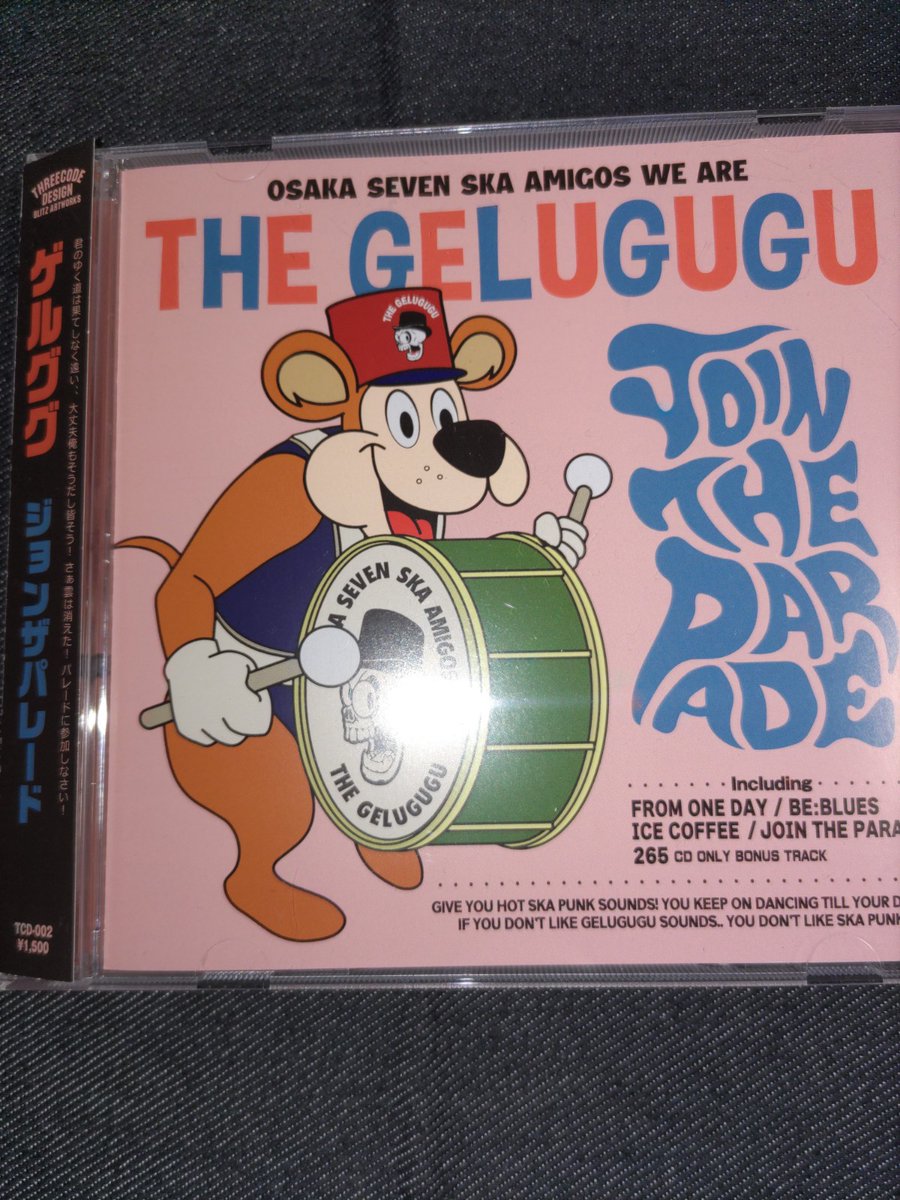 THREECODE
DESIGN
BLITZ ARTWORKS
ゲルググ
ジョンザパレード
君のゆく道は果てしなく遠い、大丈夫俺もそうだし皆そう！さぁ雲は消えた！パレードに参加しなさい！
TCD-002
¥1,500
OSAKA SEVEN SKA AMIGOS WE ARE
THE GELUGUGU
THE GELUGUGU
JOIN
THE
PAR
ADE
SEVEN SKA AMIGOS
THE GELUGUGU
Including
FROM ONE DAY / BE:BLUES
ICE COFFEE / JOIN THE PARA
265 CD ONLY BONUS TRACK
GIVE YOU HOT SKA PUNK SOUNDS! YOU KEEP ON DANCING TILL YOUR D
IF YOU DON'T LIKE GELUGUGU SOUNDS.. YOU DON'T LIKE SKA PUNK